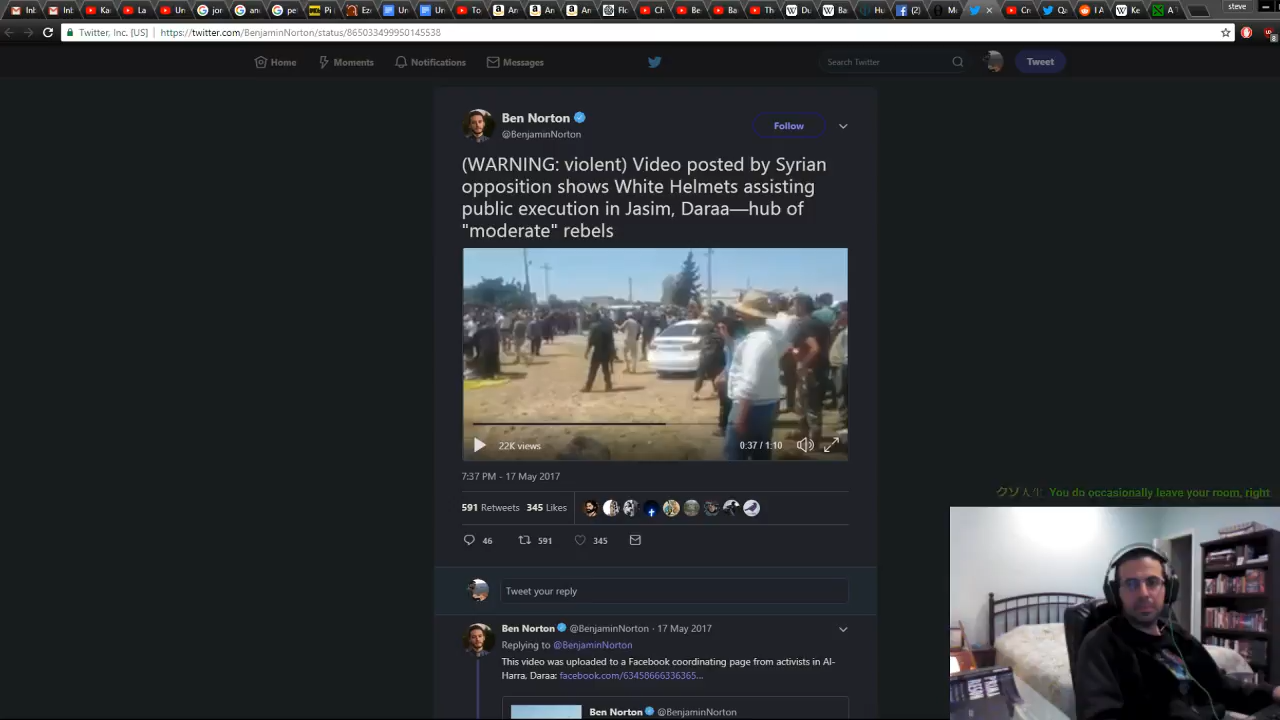 steve
Twitter, Inc. [US]
https://twitter.com/BenjaminNorton/status/865033499950145538
Home
Moments
Notifications
Messages
Search Twitter
Tweet
Ben Norton
@BenjaminNorton
Follow
(WARNING: violent) Video posted by Syrian
opposition shows White Helmets assisting
public execution in Jasim, Daraa—hub of
"moderate" rebels
22K views
0:37 / 1:10
7:37 PM - 17 May 2017
591 Retweets 345 Likes
46
591
345
クソ人生 You do occasionally leave your room, right
Tweet your reply
Ben Norton @BenjaminNorton · 17 May 2017
Replying to @BenjaminNorton
This video was uploaded to a Facebook coordinating page from activists in Al-
Harra, Daraa: facebook.com/63458666336365...
Ben Norton @BenjaminNorton